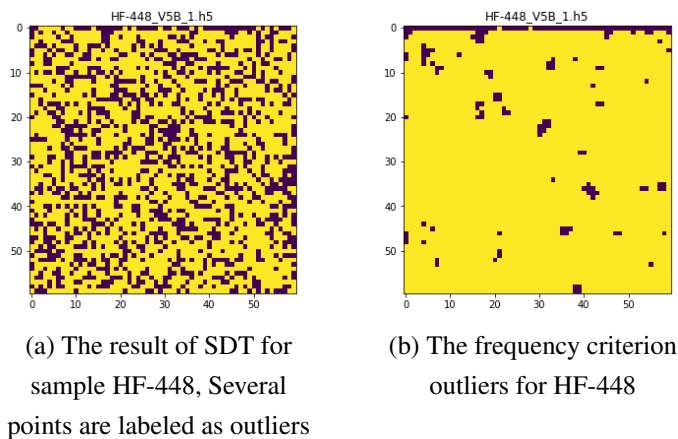 HF-448_V5B_1.h5
0
10
20
30
40
50
0 10 20 30 40 50
(a) The result of SDT for
sample HF-448, Several
points are labeled as outliers
HF-448_V5B_1.h5
0
10
20
30
40
50
0 10 20 30 40 50
(b) The frequency criterion
outliers for HF-448